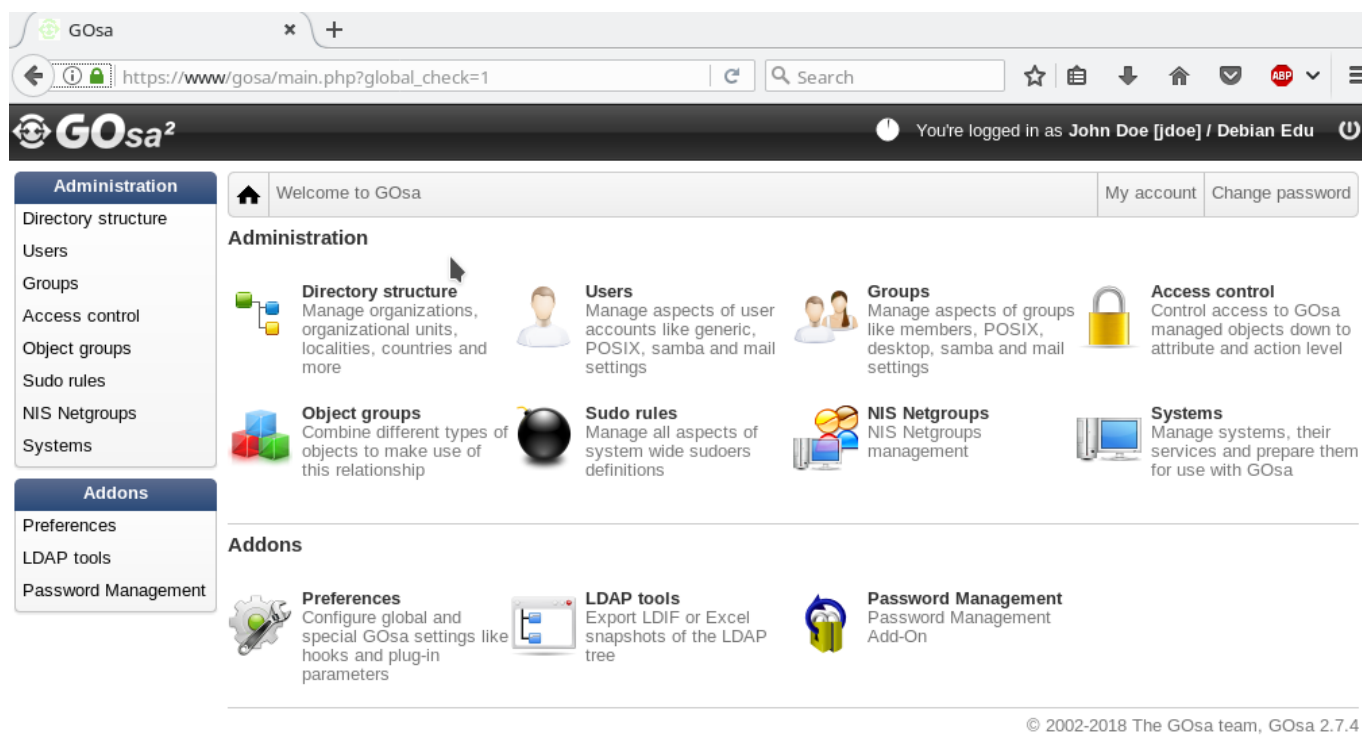 GOsa
https://www/gosa/main.php?global_check=1
Search
ABP
GOsa²
You're logged in as John Doe [jdoe] / Debian Edu
Administration
Directory structure
Users
Groups
Access control
Object groups
Sudo rules
NIS Netgroups
Systems
Addons
Preferences
LDAP tools
Password Management
Welcome to GOsa
My account
Change password
Administration
Directory structure
Manage organizations,
organizational units,
localities, countries and
more
Users
Manage aspects of user
accounts like generic,
POSIX, samba and mail
settings
Groups
Manage aspects of groups
like members, POSIX,
desktop, samba and mail
settings
Access control
Control access to GOsa
managed objects down to
attribute and action level
Object groups
Combine different types of
objects to make use of
this relationship
Sudo rules
Manage all aspects of
system wide sudoers
definitions
NIS Netgroups
NIS Netgroups
management
Systems
Manage systems, their
services and prepare them
for use with GOsa
Addons
Preferences
Configure global and
special GOsa settings like
hooks and plug-in
parameters
LDAP tools
Export LDIF or Excel
snapshots of the LDAP
tree
Password Management
Password Management
Add-On
© 2002-2018 The GOsa team, GOsa 2.7.4